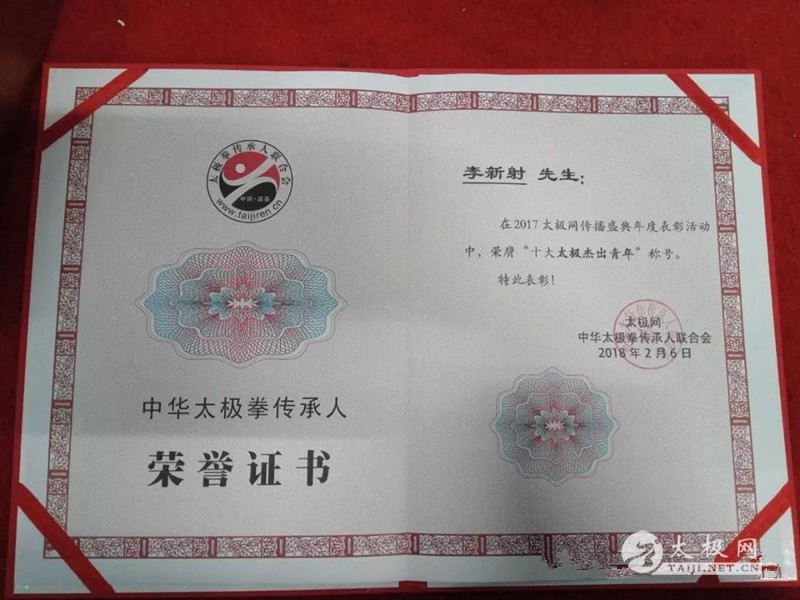 太极拳传承人联合会
中国·温县
www.taijiren.cn
中华太极拳传承人
荣誉证书
李新射 先生：
在2017太极网传播盛典年度表彰活动
中，荣膺“十大太极杰出青年”称号。
特此表彰！
太极网
中华太极拳传承人联合会
2018年2月6日
太极网
TAIJI.NET.CN